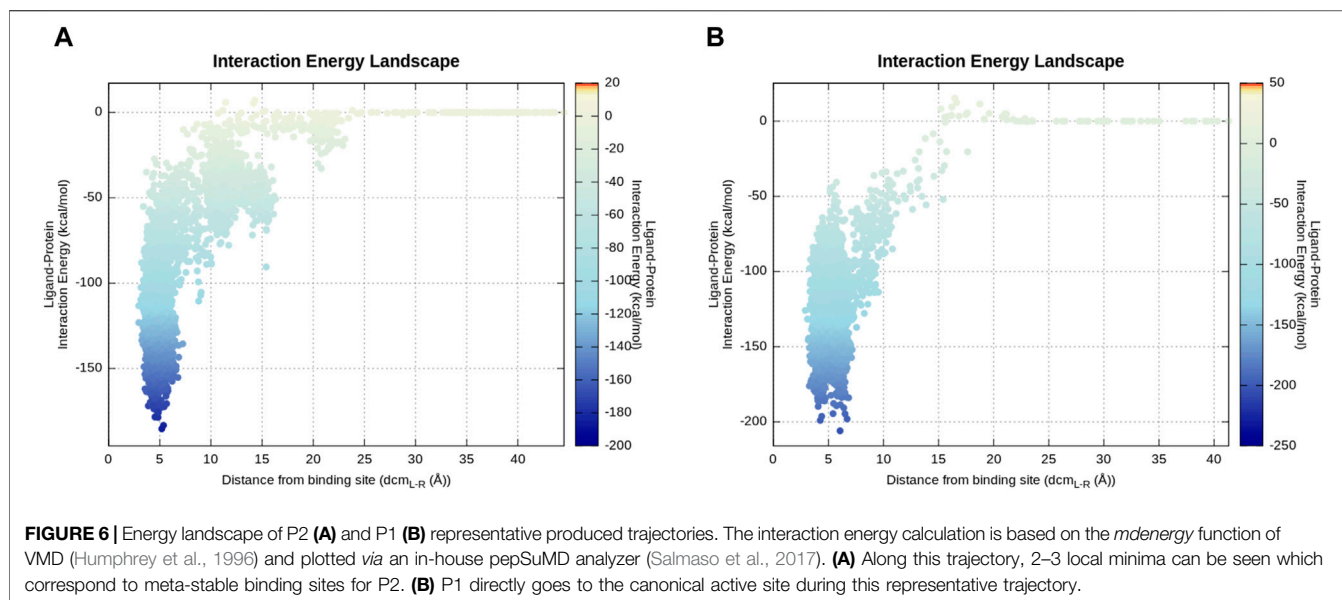 A
Interaction Energy Landscape
Ligand-Protein
Interaction Energy (kcal/mol)
0
-50
-100
-150
0 5 10 15 20 25 30 35 40
Distance from binding site (dcmL-R (Å))
20
0
-20
-40
-60
-80
-100
-120
-140
-160
-180
-200
Ligand-Protein
Interaction Energy (kcal/mol)
B
Interaction Energy Landscape
Ligand-Protein
Interaction Energy (kcal/mol)
0
-50
-100
-150
-200
0 5 10 15 20 25 30 35 40
Distance from binding site (dcmL-R (Å))
50
0
-50
-100
-150
-200
-250
Ligand-Protein
Interaction Energy (kcal/mol)
FIGURE 6 | Energy landscape of P2 (A) and P1 (B) representative produced trajectories. The interaction energy calculation is based on the mdenergy function of
VMD (Humphrey et al., 1996) and plotted via an in-house pepSuMD analyzer (Salmaso et al., 2017). (A) Along this trajectory, 2–3 local minima can be seen which
correspond to meta-stable binding sites for P2. (B) P1 directly goes to the canonical active site during this representative trajectory.